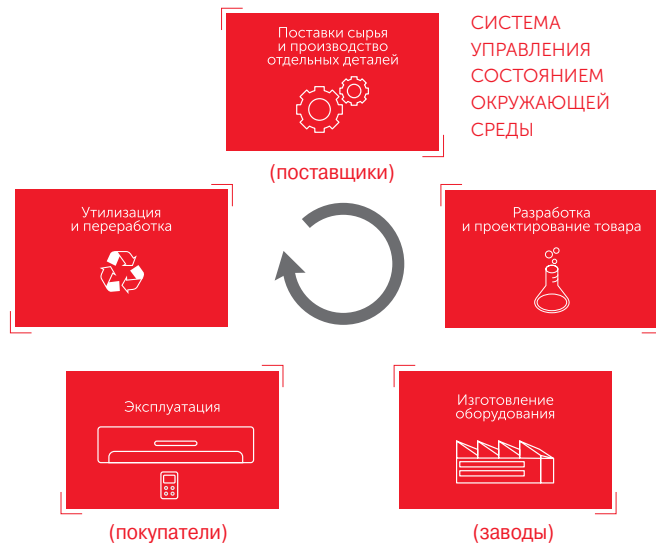 Поставки сырья
и производство
отдельных деталей
СИСТЕМА
УПРАВЛЕНИЯ
СОСТОЯНИЕМ
ОКРУЖАЮЩЕЙ
СРЕДЫ
(поставщики)
Утилизация
и переработка
Разработка
и проектирование товара
Эксплуатация
Изготовление
оборудования
(покупатели)
(заводы)